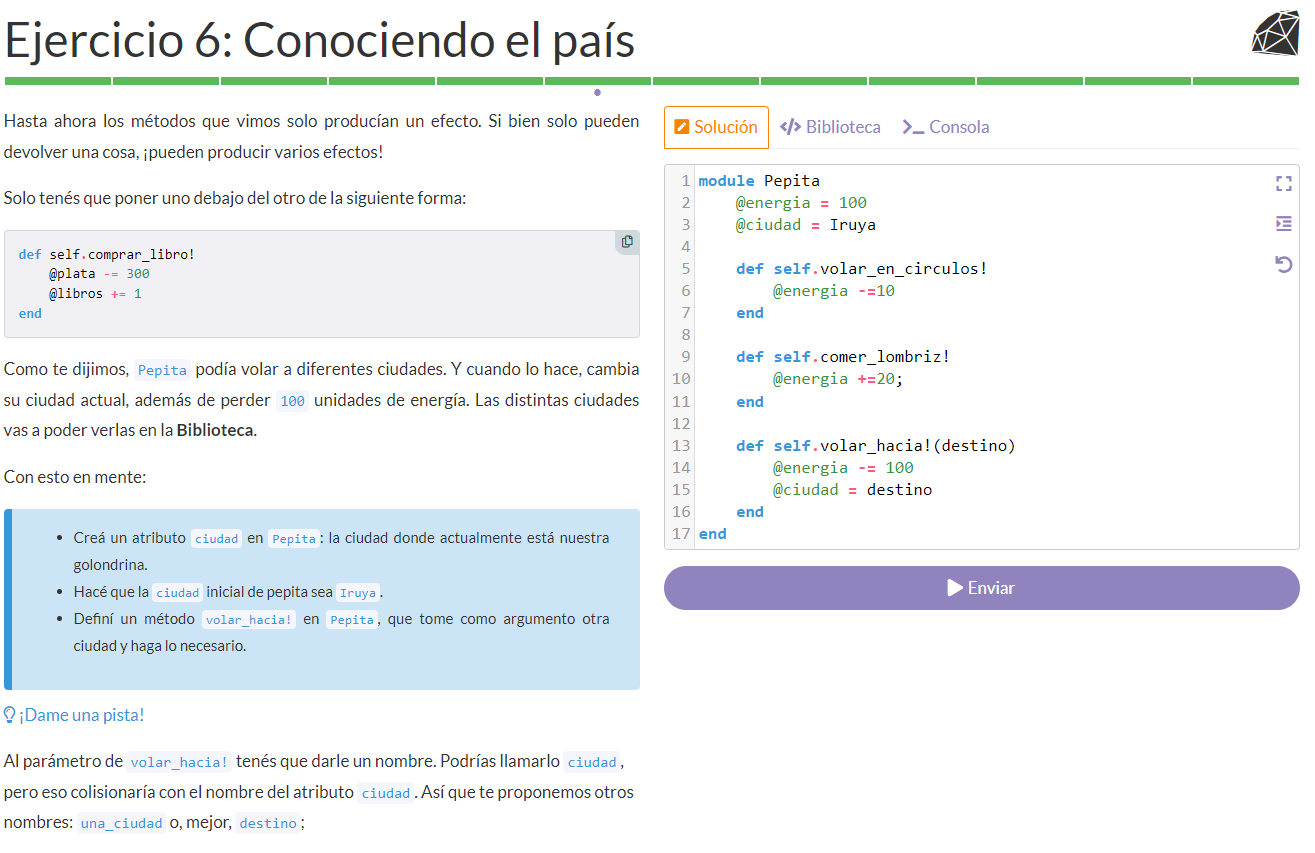 Ejercicio 6: Conociendo el país
Hasta ahora los métodos que vimos solo producían un efecto. Si bien solo pueden
devolver una cosa, ¡pueden producir varios efectos!
Solo tenés que poner uno debajo del otro de la siguiente forma:
def self.comprar_libro!
    @plata -= 300
    @libros += 1
end
Como te dijimos, Pepita podía volar a diferentes ciudades. Y cuando lo hace, cambia
su ciudad actual, además de perder 100 unidades de energía. Las distintas ciudades
vas a poder verlas en la Biblioteca.
Con esto en mente:
• Creá un atributo ciudad en Pepita: la ciudad donde actualmente está nuestra
golondrina.
• Hacé que la ciudad inicial de pepita sea Iruya.
• Definí un método volar_hacia! en Pepita, que tome como argumento otra
ciudad y haga lo necesario.
¡Dame una pista!
Al parámetro de volar_hacia! tenés que darle un nombre. Podrías llamarlo ciudad,
pero eso colisionaría con el nombre del atributo ciudad. Así que te proponemos otros
nombres: una_ciudad o, mejor, destino;
Solución </> Biblioteca >_ Consola
1 module Pepita
2     @energia = 100
3     @ciudad = Iruya
4
5     def self.volar_en_circulos!
6         @energia -=10
7     end
8
9     def self.comer_lombriz!
10         @energia +=20;
11     end
12
13     def self.volar_hacia!(destino)
14         @energia -= 100
15         @ciudad = destino
16     end
17 end
Enviar